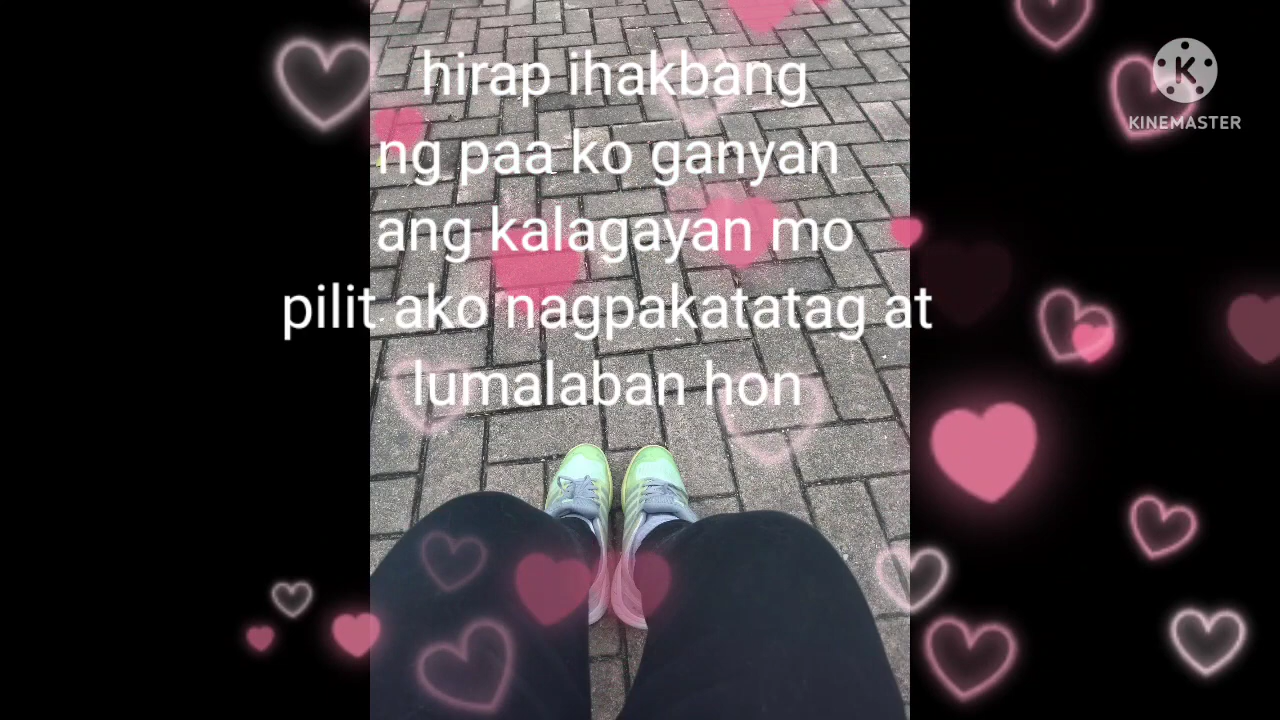 hirap ihakbang
ng paa ko ganyan
ang kalagayan mo
pilit ako nagpakatatag at
lumalaban hon
K
KINEMASTER